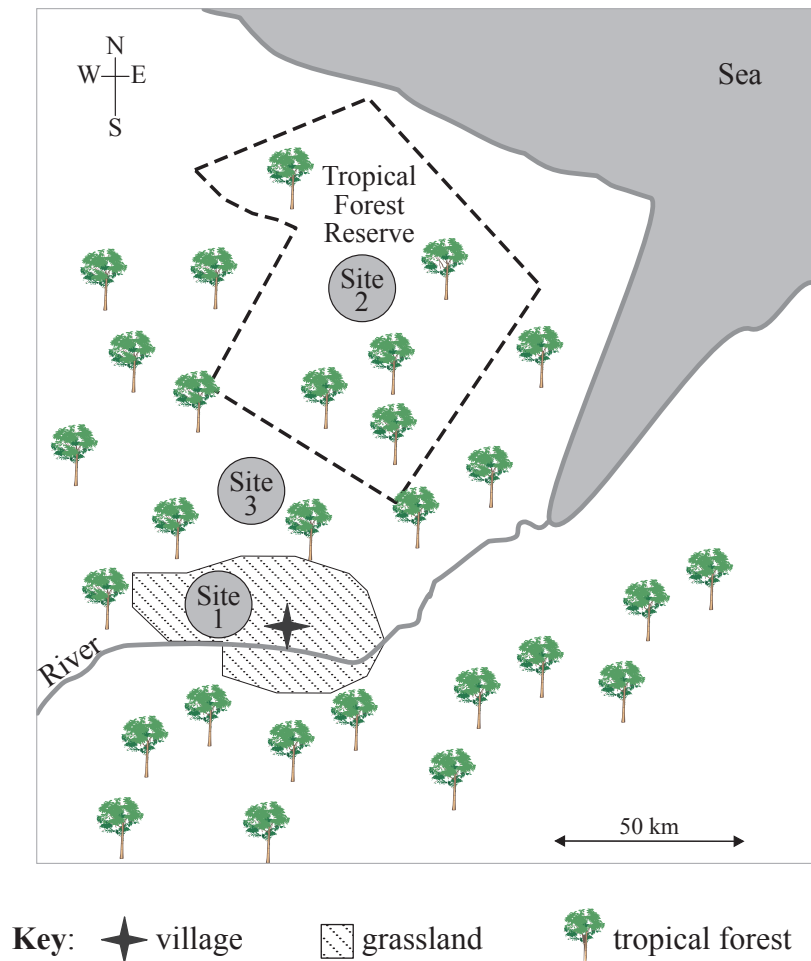 N
W E
S
Sea
Tropical
Forest
Reserve
Site
2
Site
3
Site
1
River
50 km
Key: village grassland tropical forest